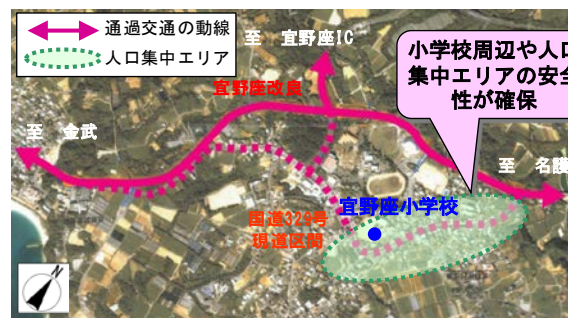 通過交通の動線
人口集中エリア
至 宜野座IC
小学校周辺や人口
集中エリアの安全
性が確保
宜野座改良
至 金武
至 名護
宜野座小学校
国道329号
現道区間
N